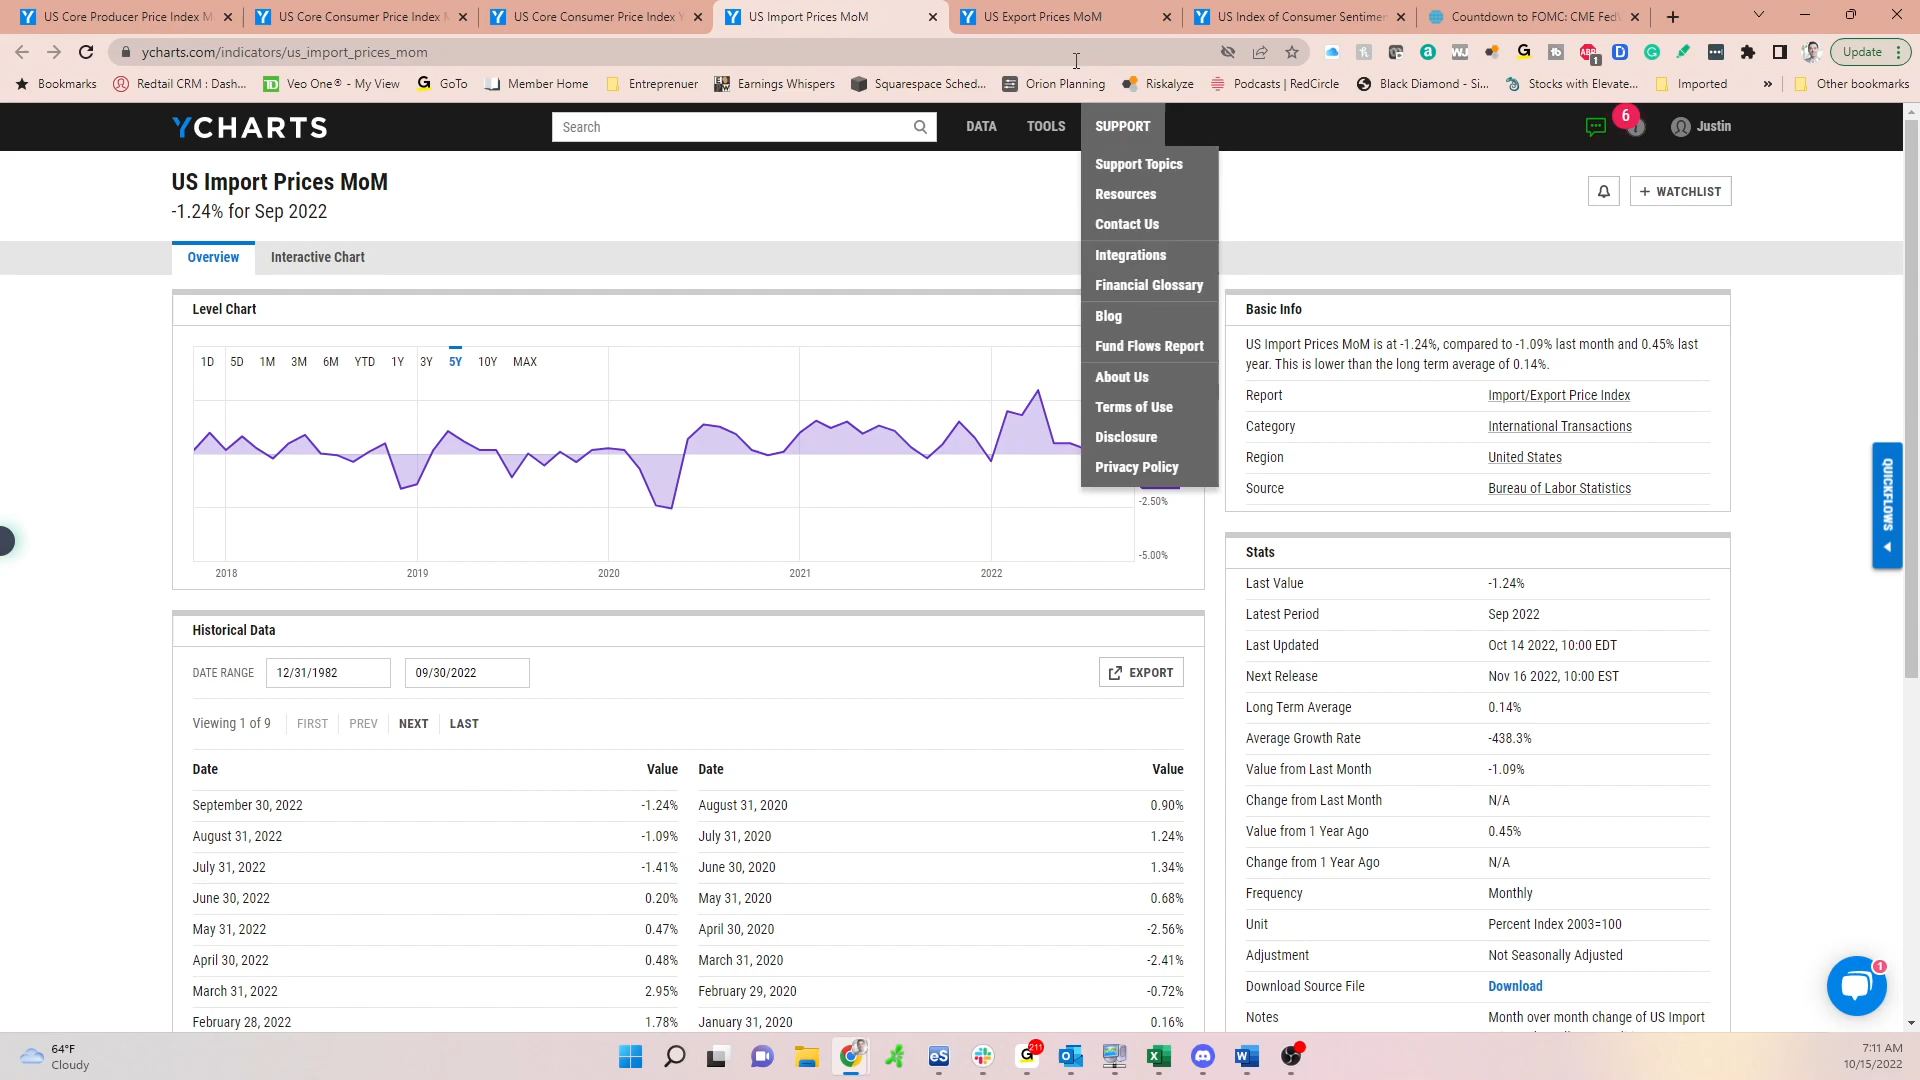 US Core Producer Price Index M
US Core Consumer Price Index M
US Core Consumer Price Index Y
US Import Prices MoM
US Export Prices MoM
US Index of Consumer Sentimen
Countdown to FOMC: CME Fed
ycharts.com/indicators/us_import_prices_mom
Update
Bookmarks
Redtail CRM : Dash...
Veo One® - My View
GoTo
Member Home
Entreprenuer
Earnings Whispers
Squarespace Sched...
Orion Planning
Riskalyze
Podcasts | RedCircle
Black Diamond - Si...
Stocks with Elevate...
Imported
»
Other bookmarks
YCHARTS
Search
DATA
TOOLS
SUPPORT
6
Justin
Support Topics
Resources
Contact Us
Integrations
Financial Glossary
Blog
Fund Flows Report
About Us
Terms of Use
Disclosure
Privacy Policy
US Import Prices MoM
-1.24% for Sep 2022
+ WATCHLIST
Overview
Interactive Chart
Level Chart
1D 5D 1M 3M 6M YTD 1Y 3Y 5Y 10Y MAX
-2.50%
-5.00%
2018 2019 2020 2021 2022
Basic Info
US Import Prices MoM is at -1.24%, compared to -1.09% last month and 0.45% last
year. This is lower than the long term average of 0.14%.
Report Import/Export Price Index
Category International Transactions
Region United States
Source Bureau of Labor Statistics
QUICKFLOWS
Stats
Last Value -1.24%
Latest Period Sep 2022
Last Updated Oct 14 2022, 10:00 EDT
Next Release Nov 16 2022, 10:00 EST
Long Term Average 0.14%
Average Growth Rate -438.3%
Value from Last Month -1.09%
Change from Last Month N/A
Value from 1 Year Ago 0.45%
Change from 1 Year Ago N/A
Frequency Monthly
Unit Percent Index 2003=100
Adjustment Not Seasonally Adjusted
Download Source File Download
Notes Month over month change of US Import
Historical Data
DATE RANGE 12/31/1982 09/30/2022
EXPORT
Viewing 1 of 9 FIRST PREV NEXT LAST
Date Value Date Value
September 30, 2022 -1.24% August 31, 2020 0.90%
August 31, 2022 -1.09% July 31, 2020 1.24%
July 31, 2022 -1.41% June 30, 2020 1.34%
June 30, 2022 0.20% May 31, 2020 0.68%
May 31, 2022 0.47% April 30, 2020 -2.56%
April 30, 2022 0.48% March 31, 2020 -2.41%
March 31, 2022 2.95% February 29, 2020 -0.72%
February 28, 2022 1.78% January 31, 2020 0.16%
1
64°F
Cloudy
211
7:11 AM
10/15/2022